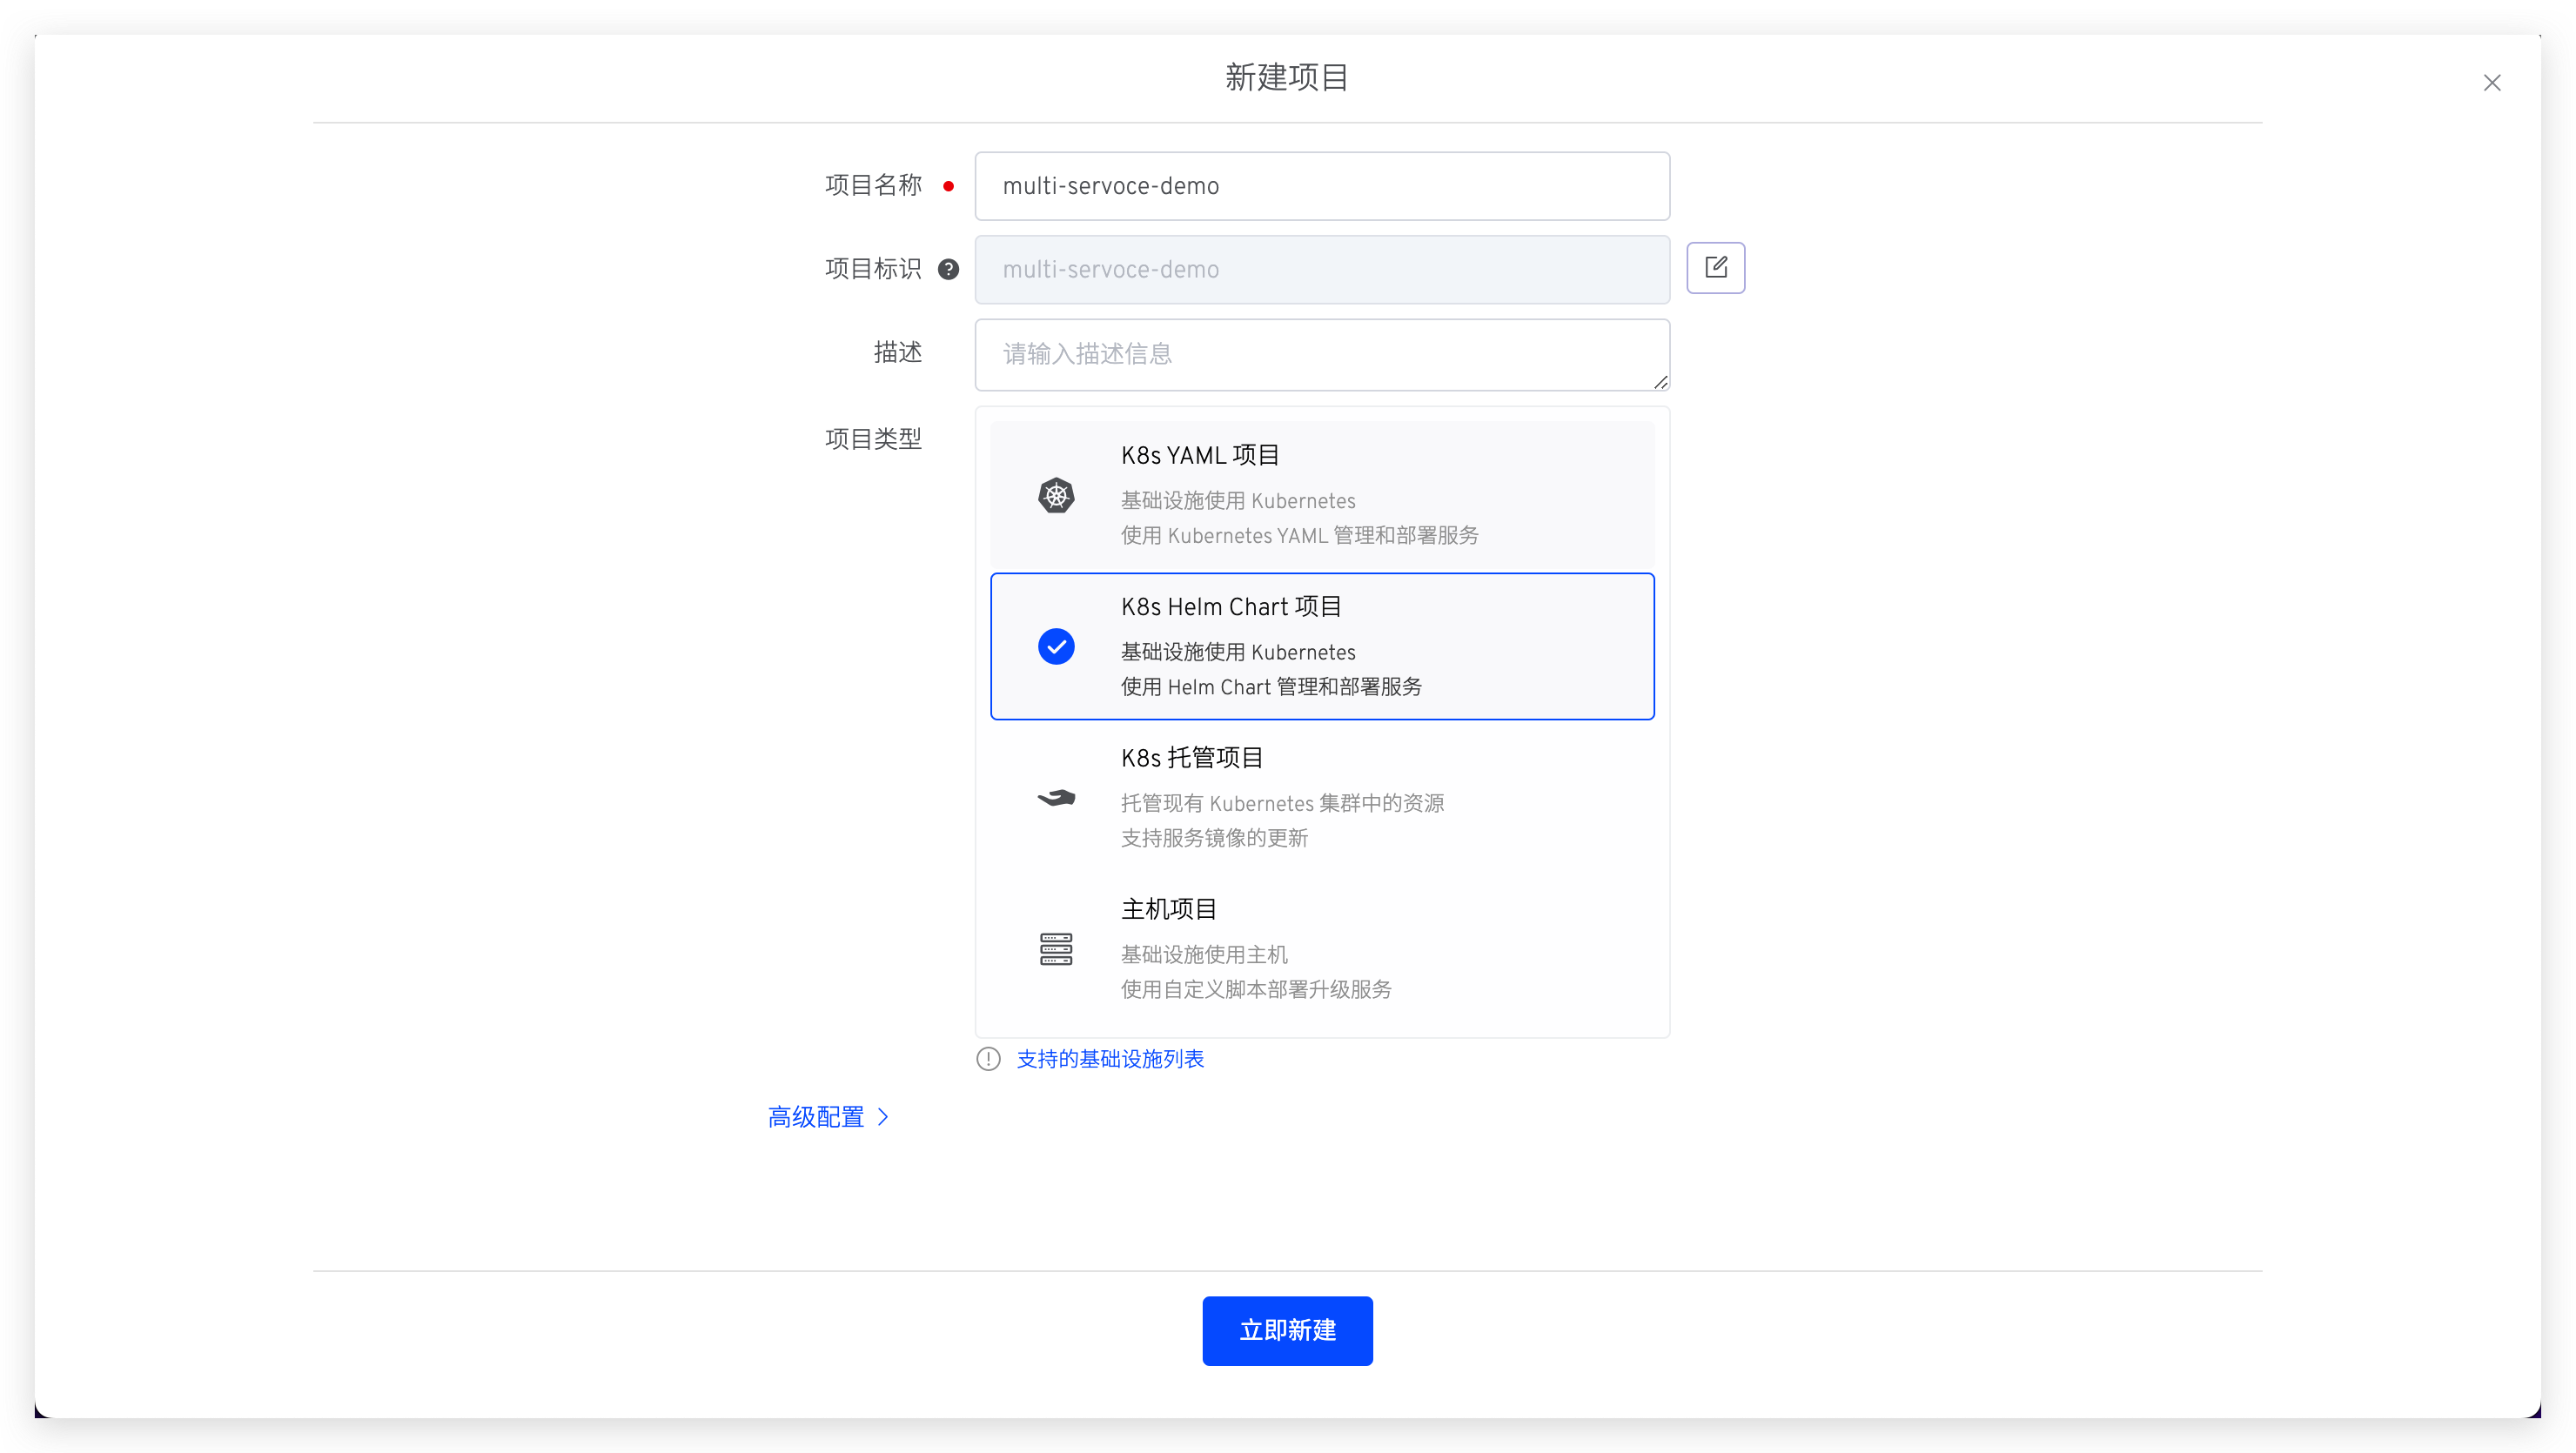 新建项目
项目名称
multi-servoce-demo
项目标识
multi-servoce-demo
描述
请输入描述信息
项目类型
K8s YAML 项目
基础设施使用 Kubernetes
使用 Kubernetes YAML 管理和部署服务
K8s Helm Chart 项目
基础设施使用 Kubernetes
使用 Helm Chart 管理和部署服务
K8s 托管项目
托管现有 Kubernetes 集群中的资源
支持服务镜像的更新
主机项目
基础设施使用主机
使用自定义脚本部署升级服务
支持的基础设施列表
高级配置
立即新建